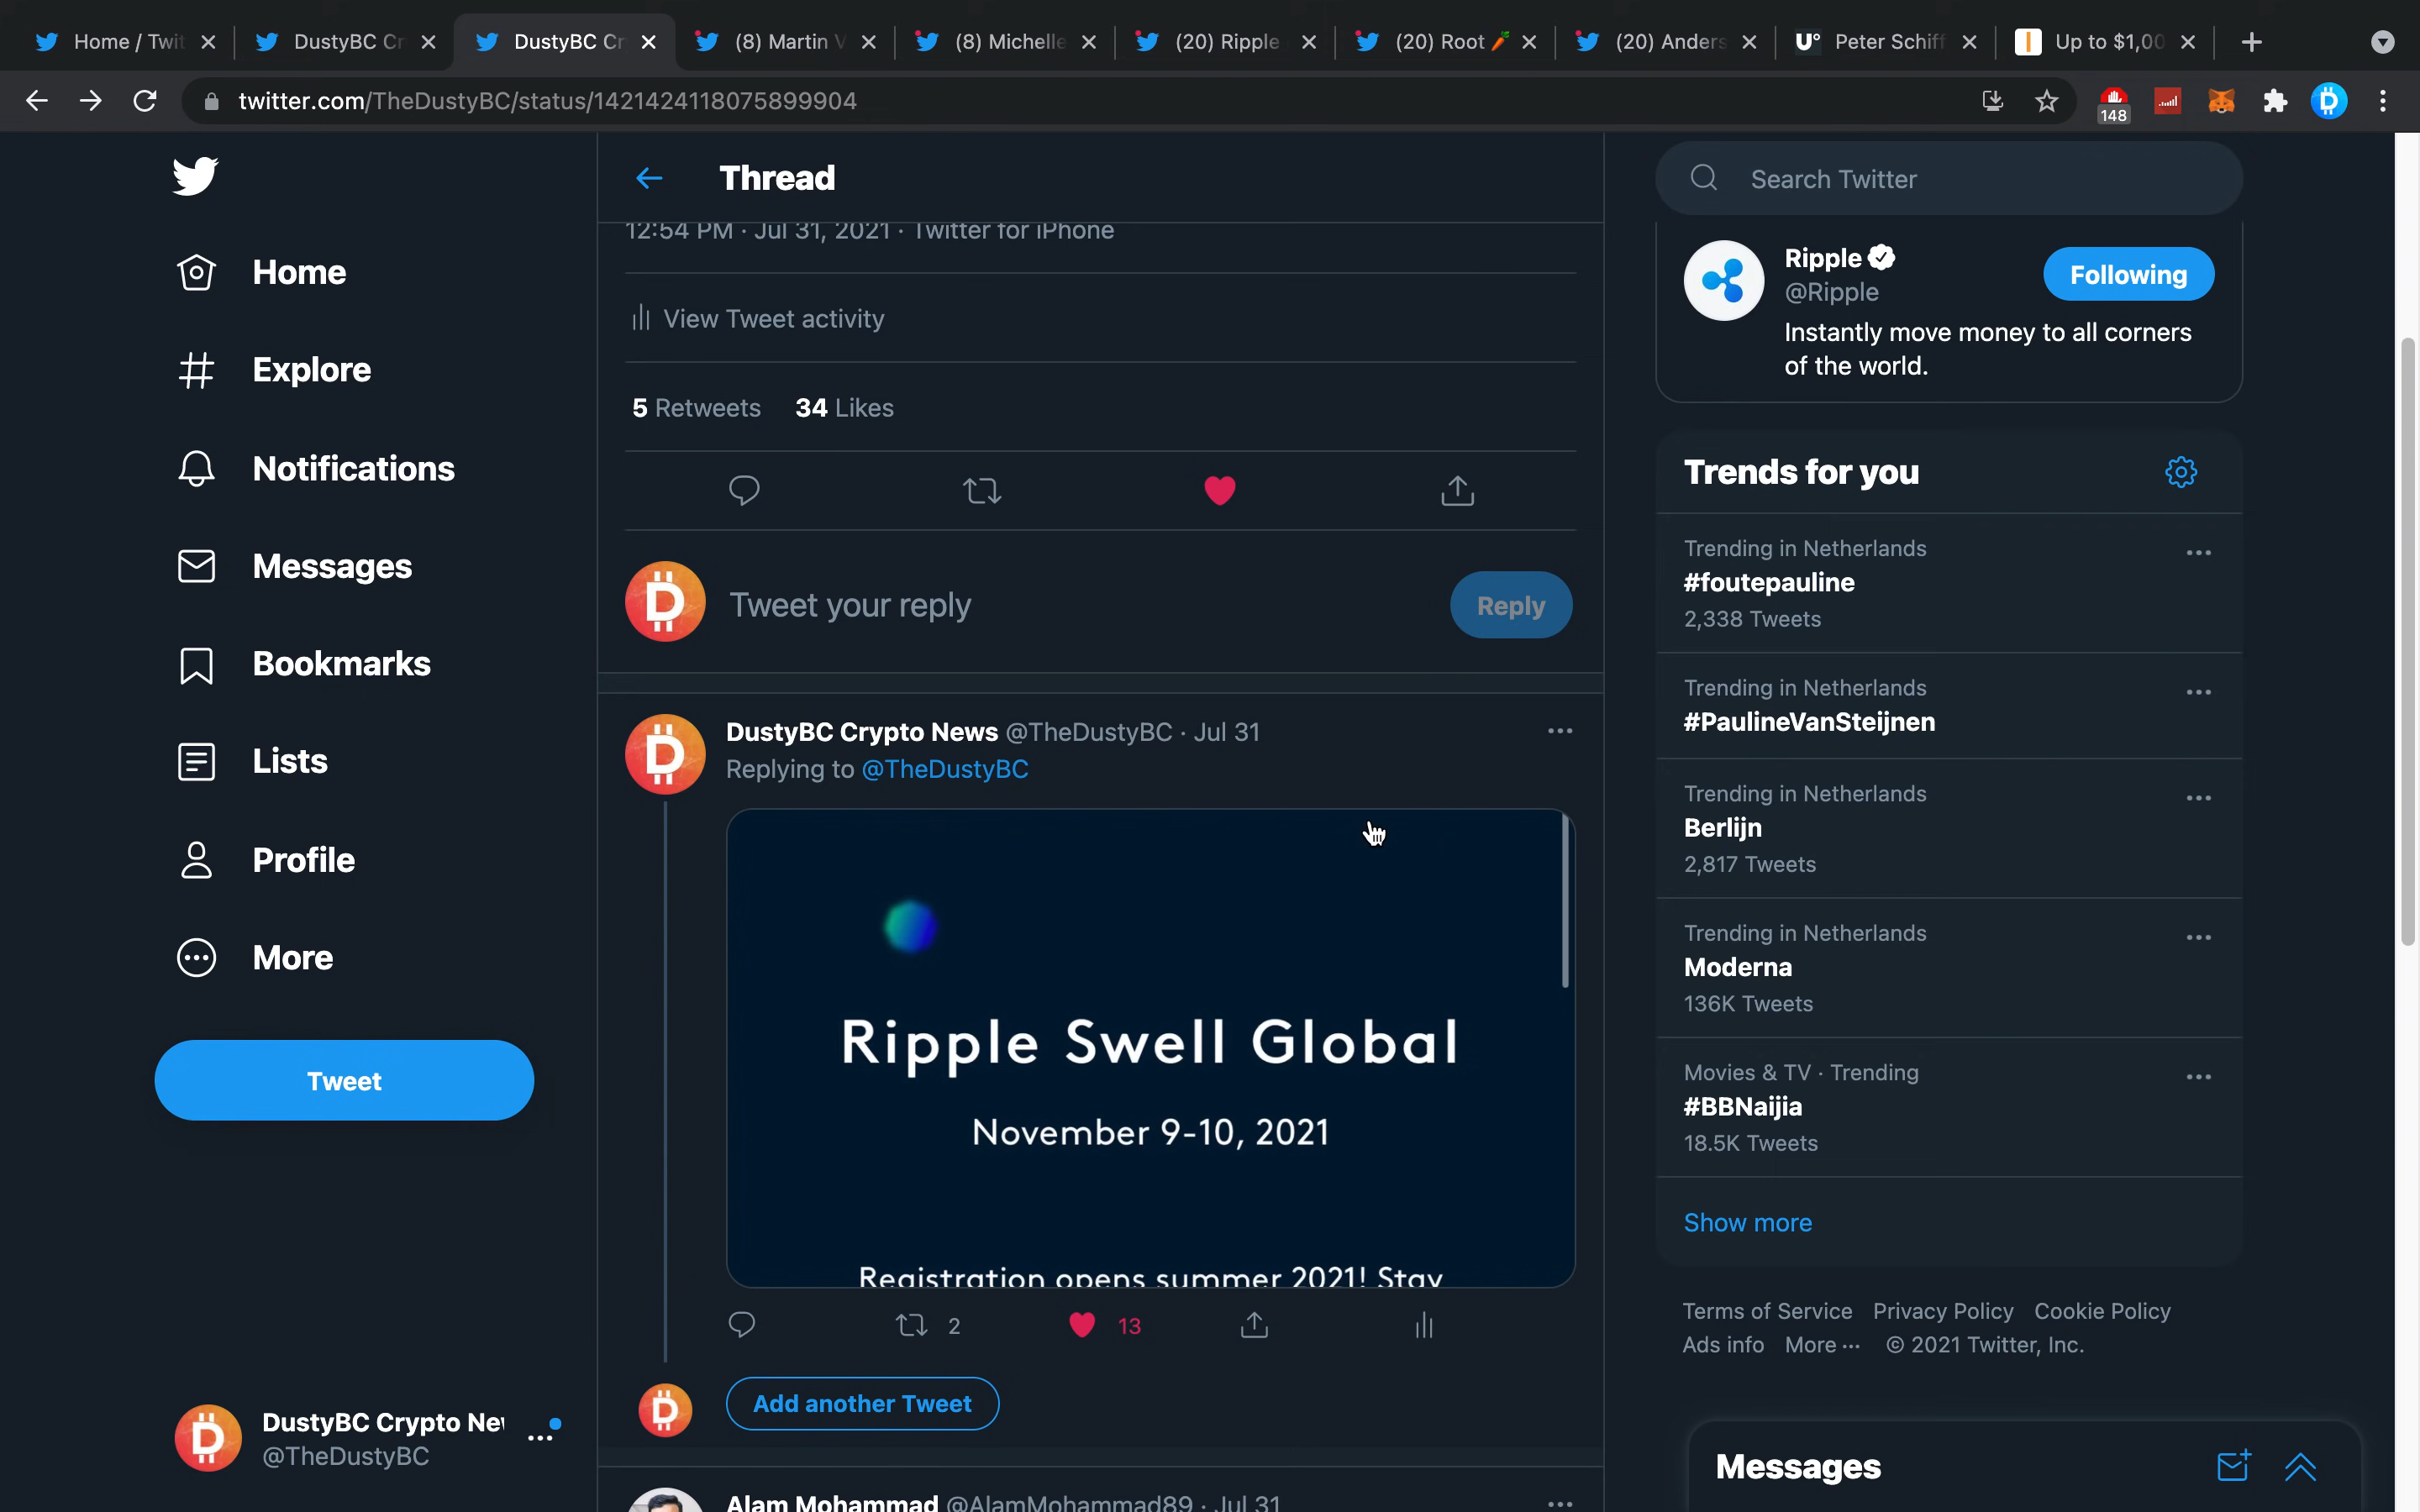 Home / Twit
DustyBC Cr
DustyBC Cr
(8) Martin V
(8) Michelle
(20) Ripple
(20) Root
(20) Anders
Peter Schiff
Up to $1,00
twitter.com/TheDustyBC/status/1421424118075899904
148
Home
Explore
Notifications
Messages
Bookmarks
Lists
Profile
More
Tweet
DustyBC Crypto Ne
@TheDustyBC
Thread
12:54 PM · Jul 31, 2021 · Twitter for iPhone
View Tweet activity
5 Retweets 34 Likes
Tweet your reply
Reply
DustyBC Crypto News @TheDustyBC · Jul 31
Replying to @TheDustyBC
Ripple Swell Global
November 9-10, 2021
Registration opens summer 2021! Stay
2
13
Add another Tweet
Alam Mohammad @AlamMohammad89 · Jul 31
Search Twitter
Ripple
@Ripple
Following
Instantly move money to all corners
of the world.
Trends for you
Trending in Netherlands
#foutepauline
2,338 Tweets
Trending in Netherlands
#PaulineVanSteijnen
Trending in Netherlands
Berlijn
2,817 Tweets
Trending in Netherlands
Moderna
136K Tweets
Movies & TV · Trending
#BBNaijia
18.5K Tweets
Show more
Terms of Service Privacy Policy Cookie Policy
Ads info More ··· © 2021 Twitter, Inc.
Messages